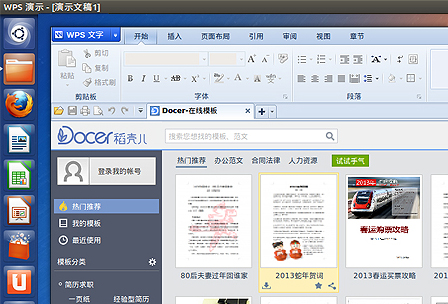 WPS 演示 - [演示文稿1]
WPS 文字
开始 插入 页面布局 引用 审阅 视图 章节
粘贴
剪切
复制
格式刷
剪贴板 字体 段落
Docer-在线模板
Docer 稻壳儿
搜索您想找的模板、范文
登录我的帐号
热门推荐 办公范文 合同法律 人力资源 试试手气
热门推荐
我的模板
最近使用
模板分类
简历求职
一页纸 经验型简历
2013年
春运购票攻略
80后夫妻过年回谁家 2013蛇年贺词 2013春运买票攻略